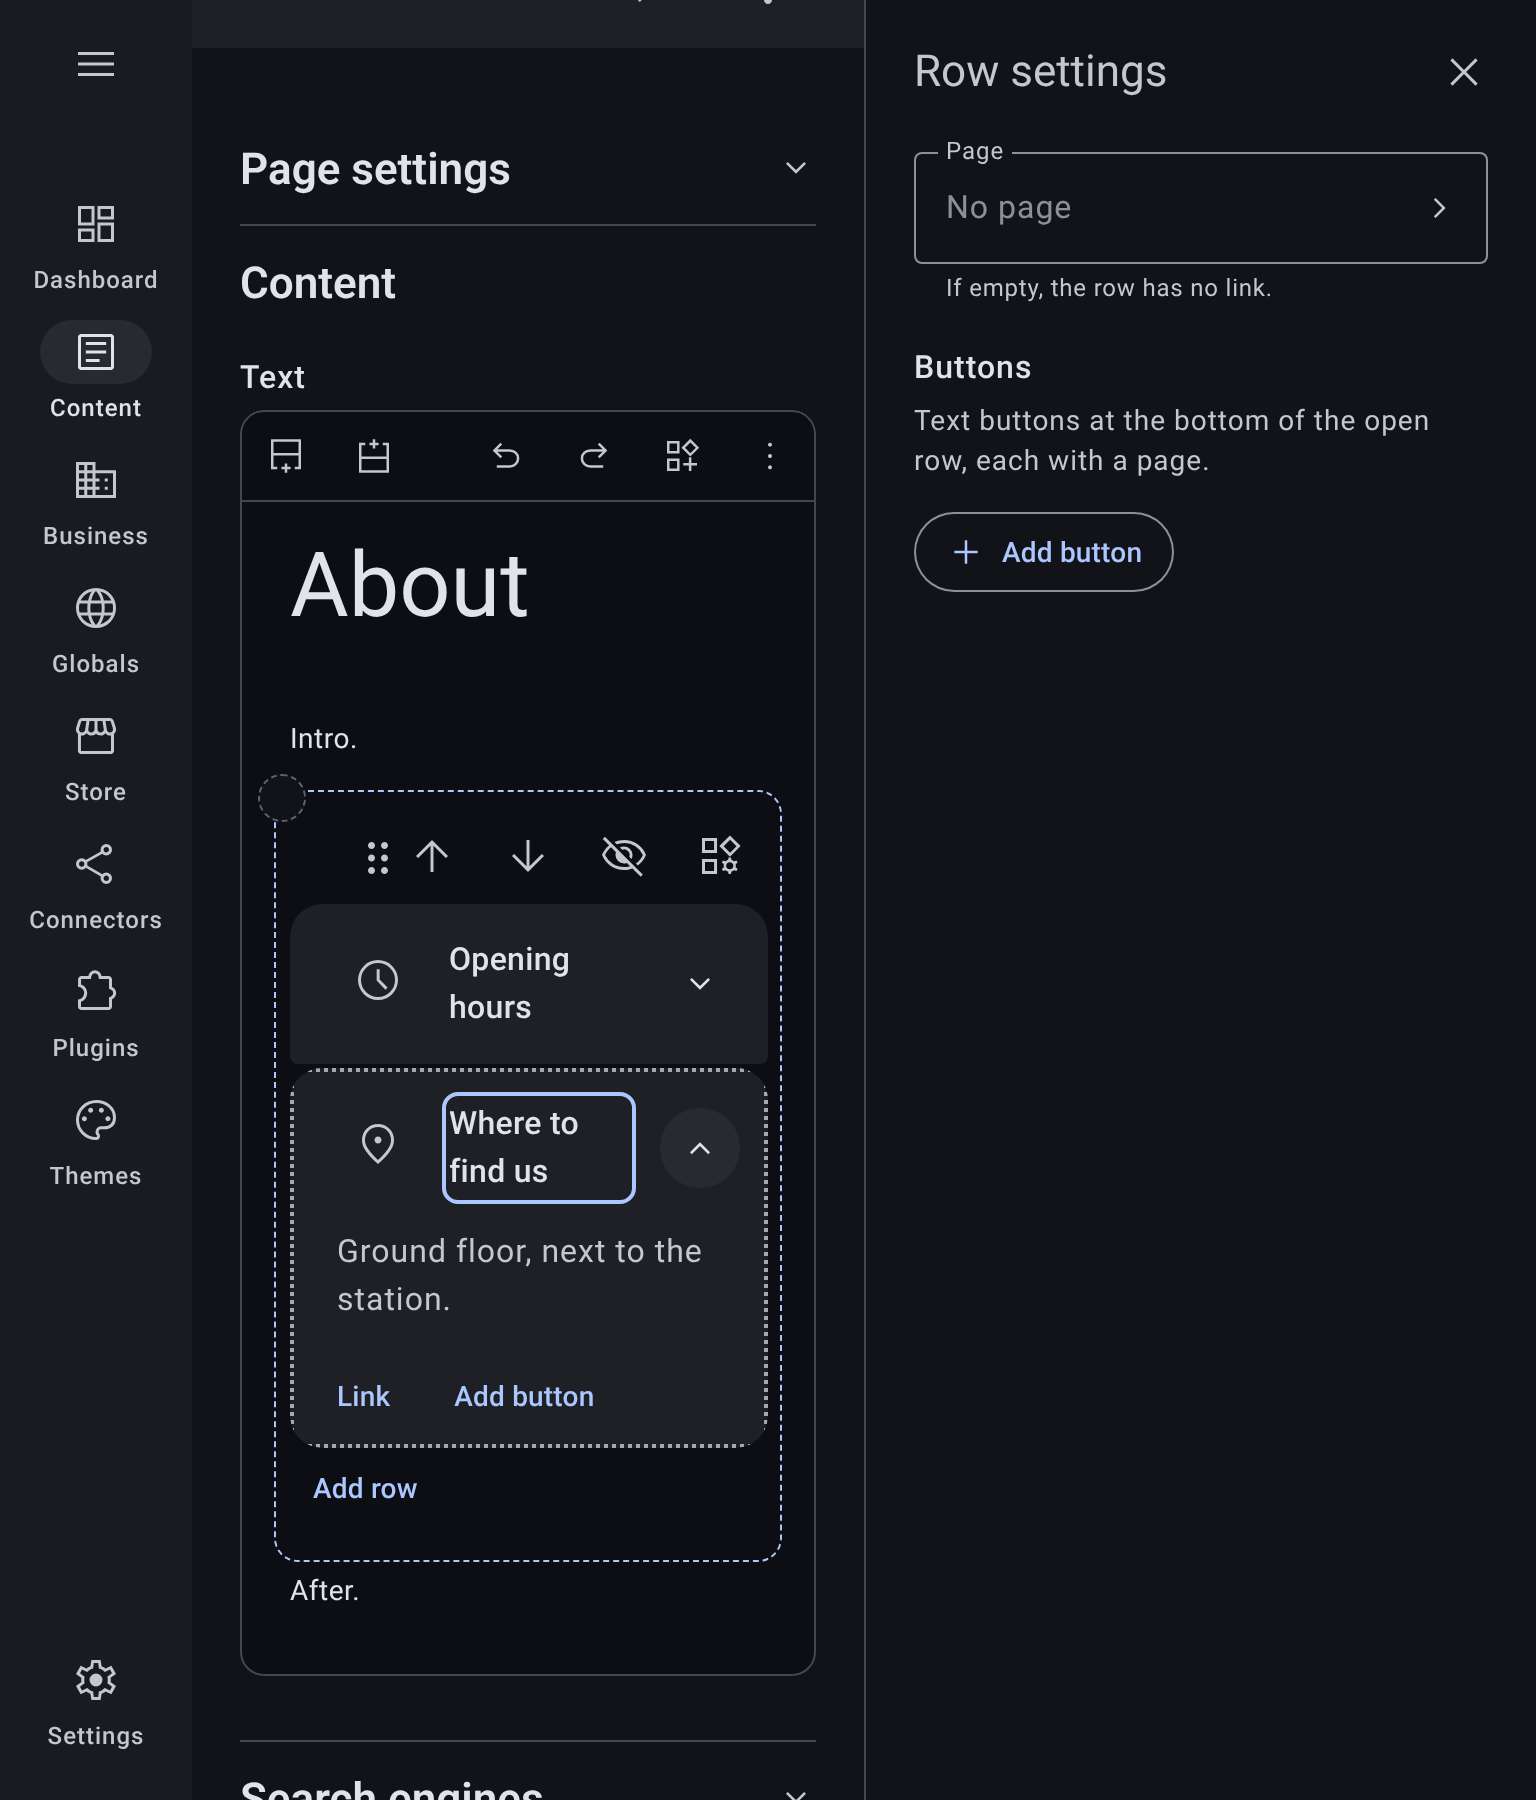 Dashboard
Content
Business
Globals
Store
Connectors
Plugins
Themes
Settings
Page settings
Content
Text
About
Intro.
Opening
hours
Where to
find us
Ground floor, next to the
station.
Link
Add button
Add row
After.
Search engines
Row settings
Page
No page
If empty, the row has no link.
Buttons
Text buttons at the bottom of the open
row, each with a page.
Add button